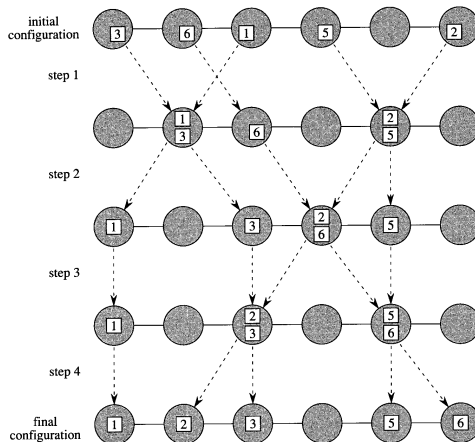 initial
configuration
3 6 1 5 2
step 1
1 2
3 6 5
step 2
1 3 2 5
6
step 3
1 2 5
3 6
step 4
final
configuration
1 2 3 5 6